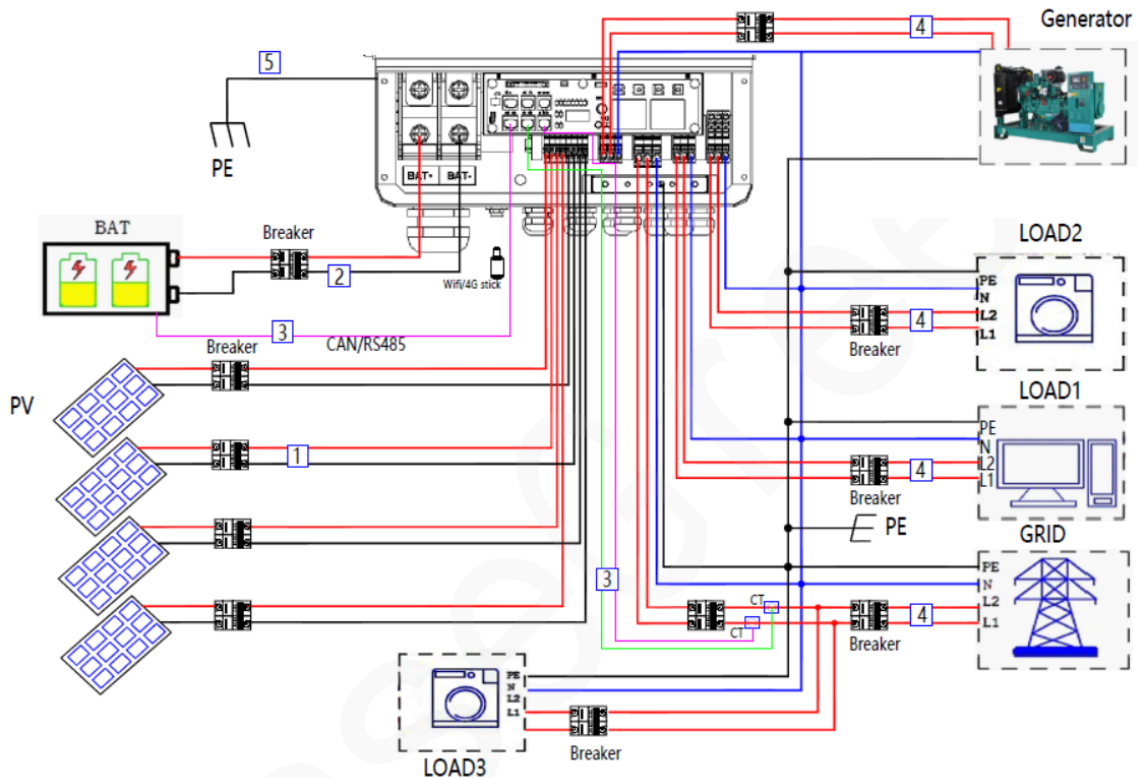 Generator
4
5
PE
BAT+ BAT-
BAT
Breaker
2
Wifi/4G stick
3
CAN/RS485
LOAD2
PE
N
L2
L1
4
Breaker
PV
Breaker
1
LOAD1
PE
N
L2
L1
4
Breaker
PE
GRID
PE
N
L2
L1
3
CT
CT
4
Breaker
PE
N
L2
L1
Breaker
LOAD3